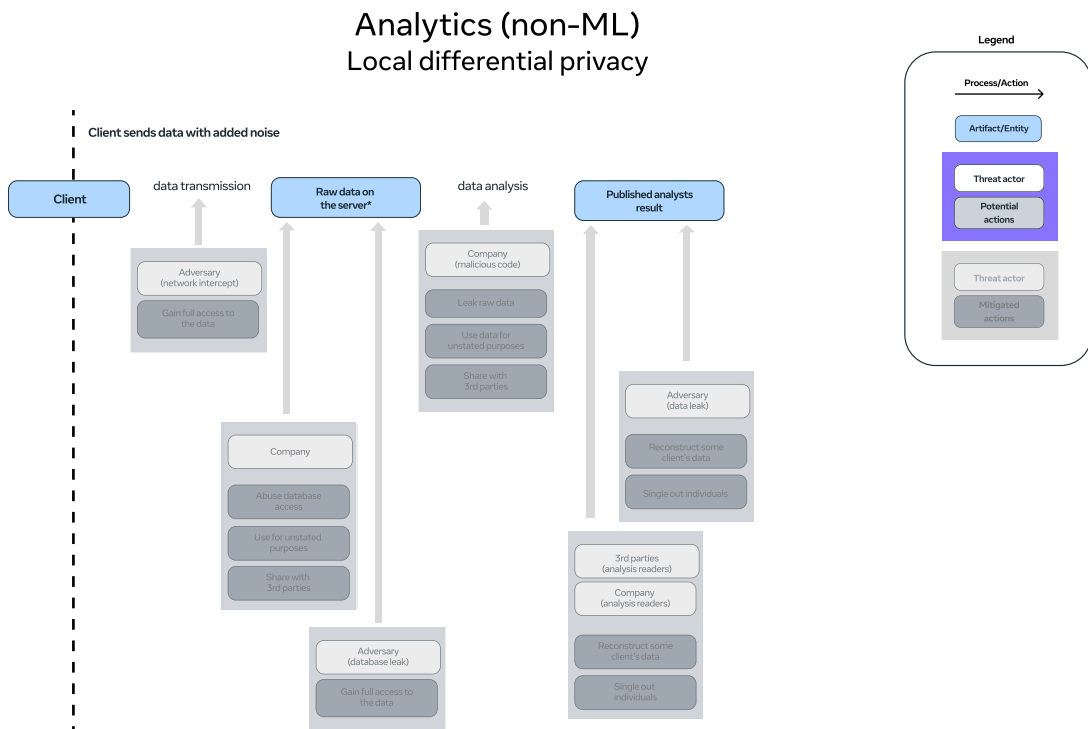 Analytics (non-ML)
Local differential privacy
Legend
Process/Action
Artifact/Entity
Threat actor
Potential
actions
Threat actor
Mitigated
actions
Client sends data with added noise
Client
data transmission
Raw data on
the server*
data analysis
Published analysts
result
Adversary
(network intercept)
Gain full access to
the data
Company
(malicious code)
Leak raw data
Use data for
unstated purposes
Share with
3rd parties
Adversary
(data leak)
Reconstruct some
client's data
Single out individuals
Company
Abuse database
access
Use for unstated
purposes
Share with
3rd parties
3rd parties
(analysis readers)
Company
(analysis readers)
Reconstruct some
client's data
Single out
individuals
Adversary
(database leak)
Gain full access to
the data